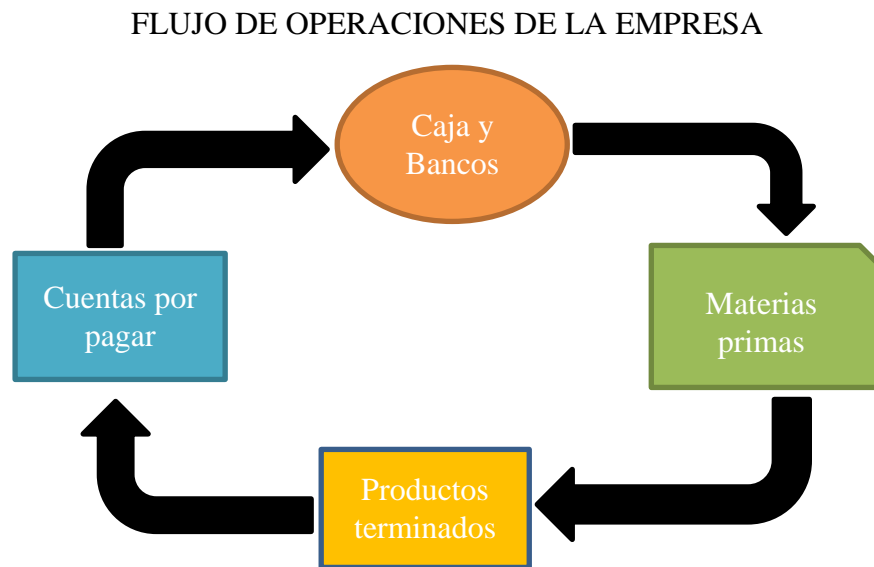 FLUJO DE OPERACIONES DE LA EMPRESA
Caja y
Bancos
Cuentas por
pagar
Materias
primas
Productos
terminados